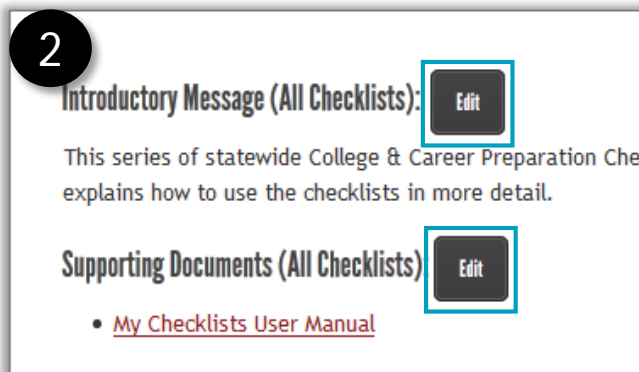 2
Introductory Message (All Checklists): Edit
This series of statewide College & Career Preparation Che
explains how to use the checklists in more detail.
Supporting Documents (All Checklists): Edit
• My Checklists User Manual